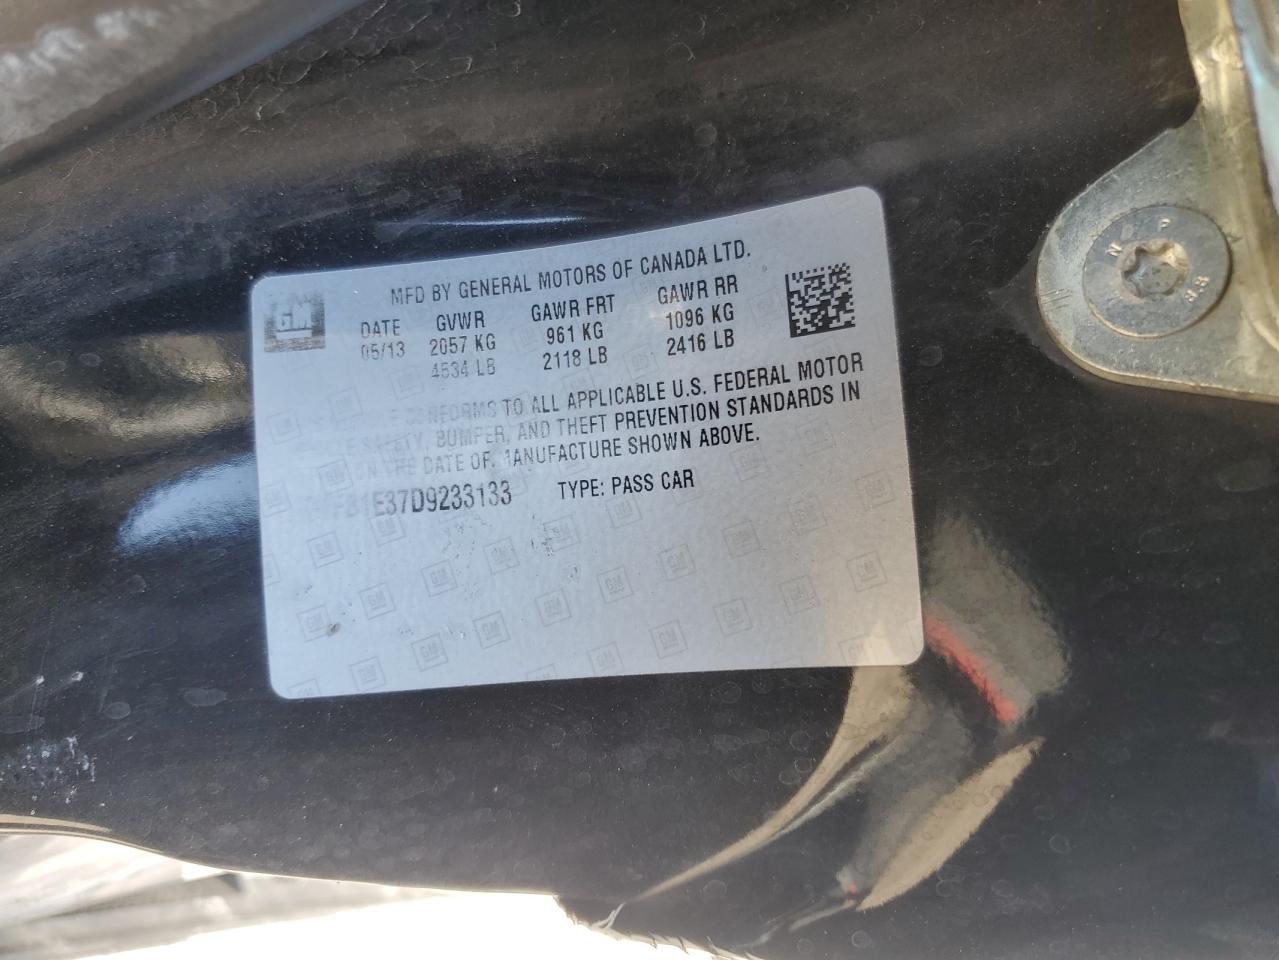 GM
MFD BY GENERAL MOTORS OF CANADA LTD.
DATE GVWR GAWR FRT GAWR RR
05/13 2057 KG 961 KG 1096 KG
4534 LB 2118 LB 2416 LB
CONFORMS TO ALL APPLICABLE U.S. FEDERAL MOTOR
SAFETY, BUMPER, AND THEFT PREVENTION STANDARDS IN
ON THE DATE OF MANUFACTURE SHOWN ABOVE.
FB1E37D9233133 TYPE: PASS CAR